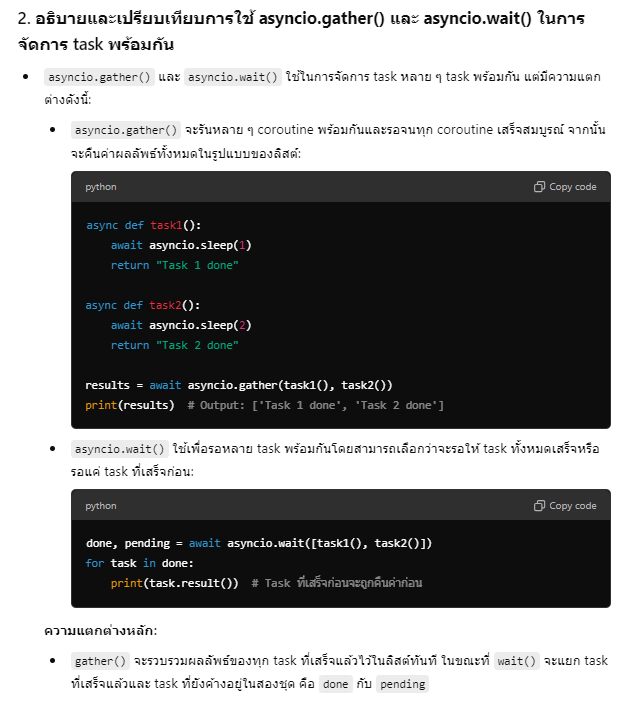 2. อธิบายและเปรียบเทียบการใช้ asyncio.gather() และ asyncio.wait() ในการ
จัดการ task พร้อมกัน
• asyncio.gather() และ asyncio.wait() ใช้ในการจัดการ task หลาย ๆ task พร้อมกัน แต่มีความแตก
ต่างดังนี้:
• asyncio.gather() จะรันหลาย ๆ coroutine พร้อมกันและรอจนทุก coroutine เสร็จสมบูรณ์ จากนั้น
จะคืนค่าผลลัพธ์ทั้งหมดในรูปแบบของลิสต์:
python Copy code
async def task1():
    await asyncio.sleep(1)
    return "Task 1 done"
async def task2():
    await asyncio.sleep(2)
    return "Task 2 done"
results = await asyncio.gather(task1(), task2())
print(results)  # Output: ['Task 1 done', 'Task 2 done']
• asyncio.wait() ใช้เพื่อรอหลาย task พร้อมกันโดยสามารถเลือกว่าจะรอให้ task ทั้งหมดเสร็จหรือ
รอแค่ task ที่เสร็จก่อน:
python Copy code
done, pending = await asyncio.wait([task1(), task2()])
for task in done:
    print(task.result())  # Task ที่เสร็จก่อนจะถูกคืนค่าก่อน
ความแตกต่างหลัก:
• gather() จะรวบรวมผลลัพธ์ของทุก task ที่เสร็จแล้วไว้ในลิสต์ทันที ในขณะที่ wait() จะแยก task
ที่เสร็จแล้วและ task ที่ยังค้างอยู่ในสองชุด คือ done กับ pending